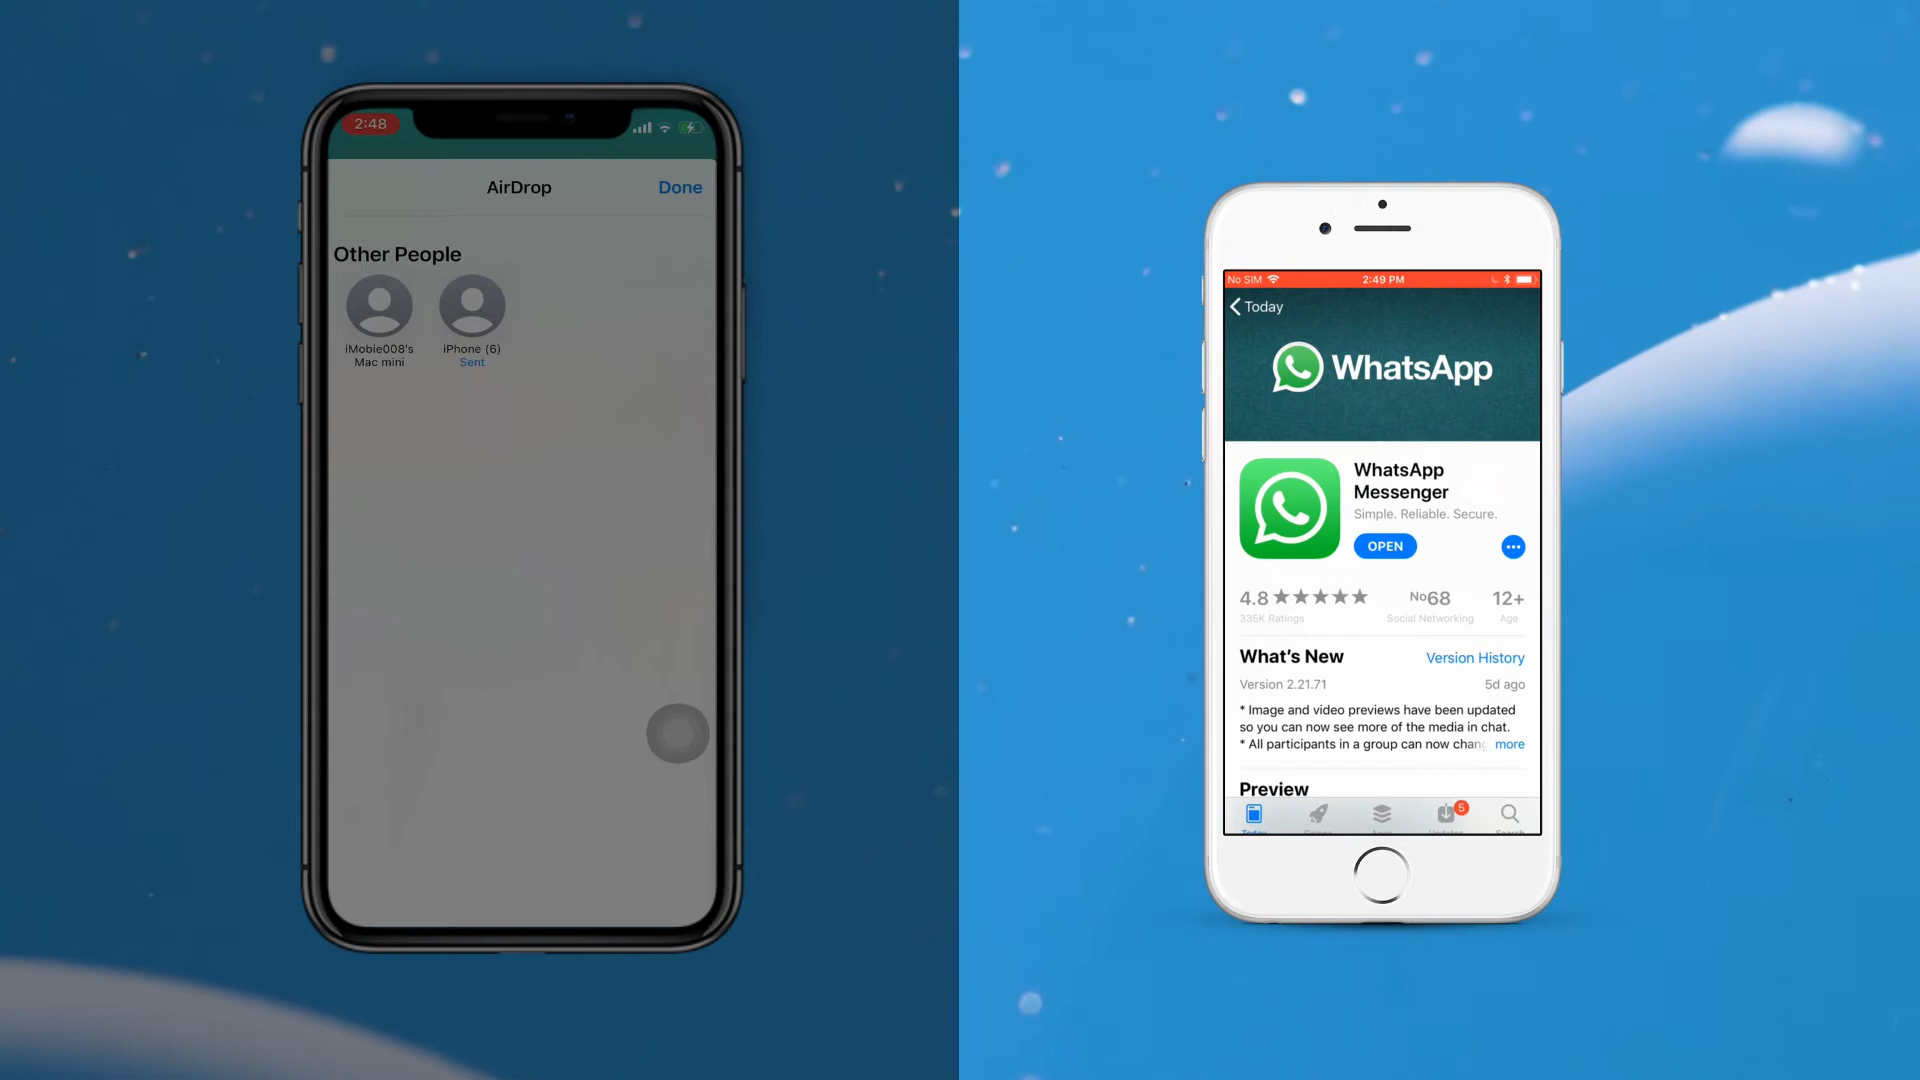 2:48
AirDrop
Done
Other People
iMobie008's
Mac mini
iPhone (6)
Sent
No SIM
2:49 PM
Today
WhatsApp
WhatsApp
Messenger
Simple. Reliable. Secure.
OPEN
4.8
No68
12+
336K Ratings
Social Networking
Age
What's New
Version History
Version 2.21.71
5d ago
* Image and video previews have been updated
so you can now see more of the media in chat.
* All participants in a group can now chang
more
Preview
5